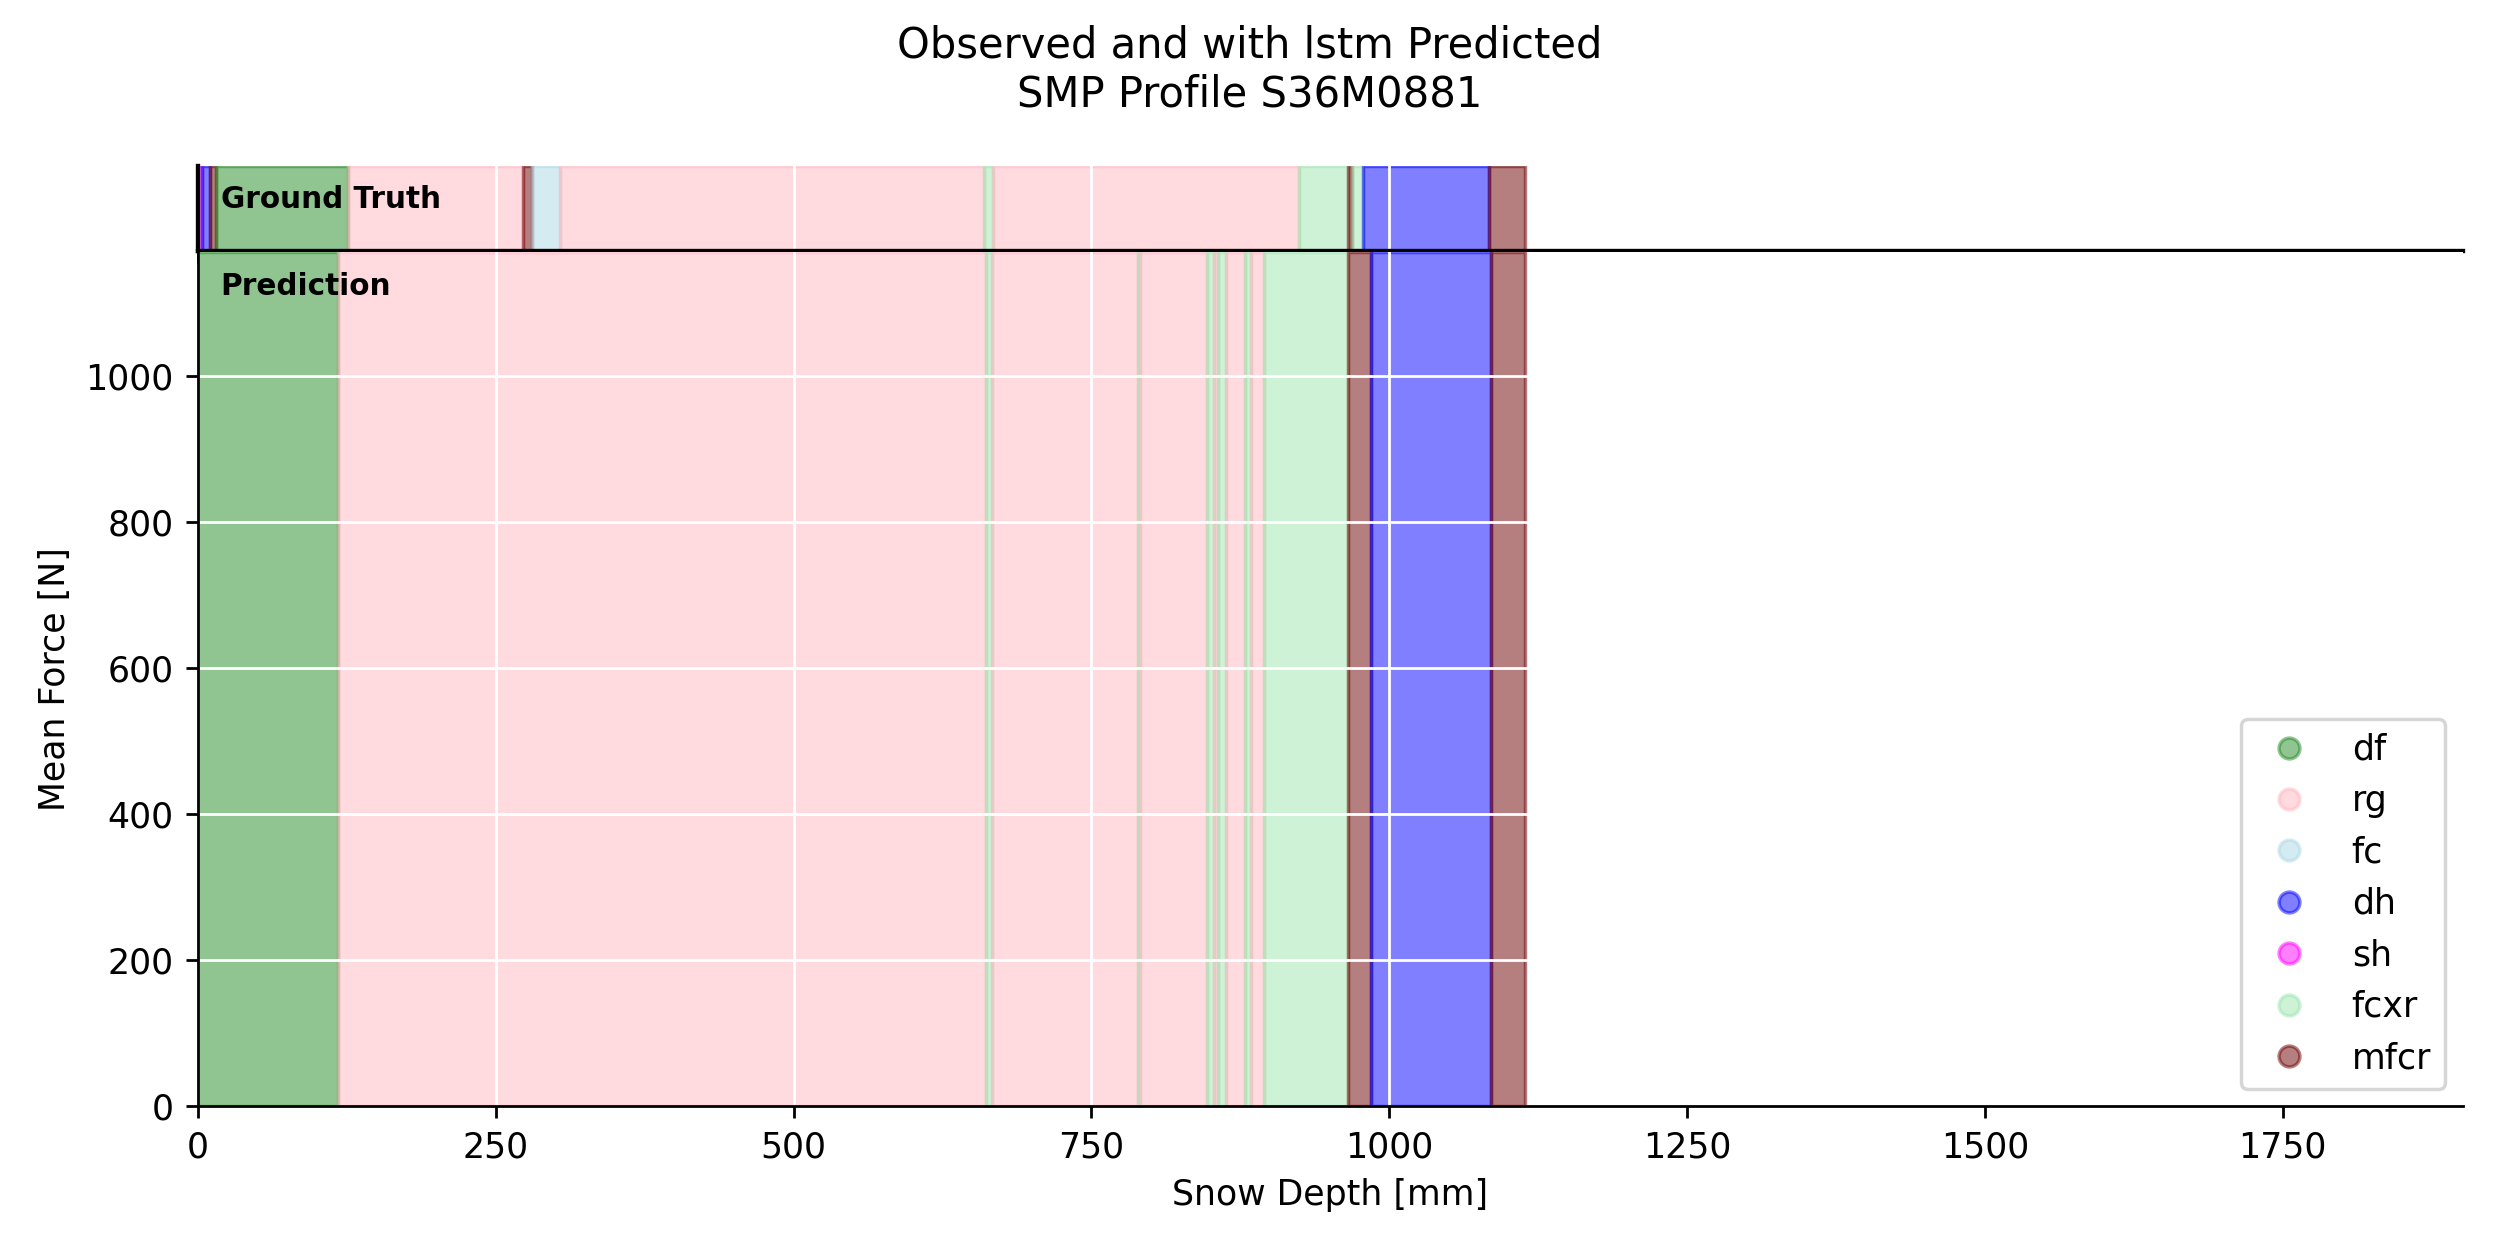 Observed and with lstm Predicted
SMP Profile S36M0881
Ground Truth
Prediction
1000
800
600
400
200
0
Mean Force [N]
0 250 500 750 1000 1250 1500 1750
Snow Depth [mm]
df
rg
fc
dh
sh
fcxr
mfcr